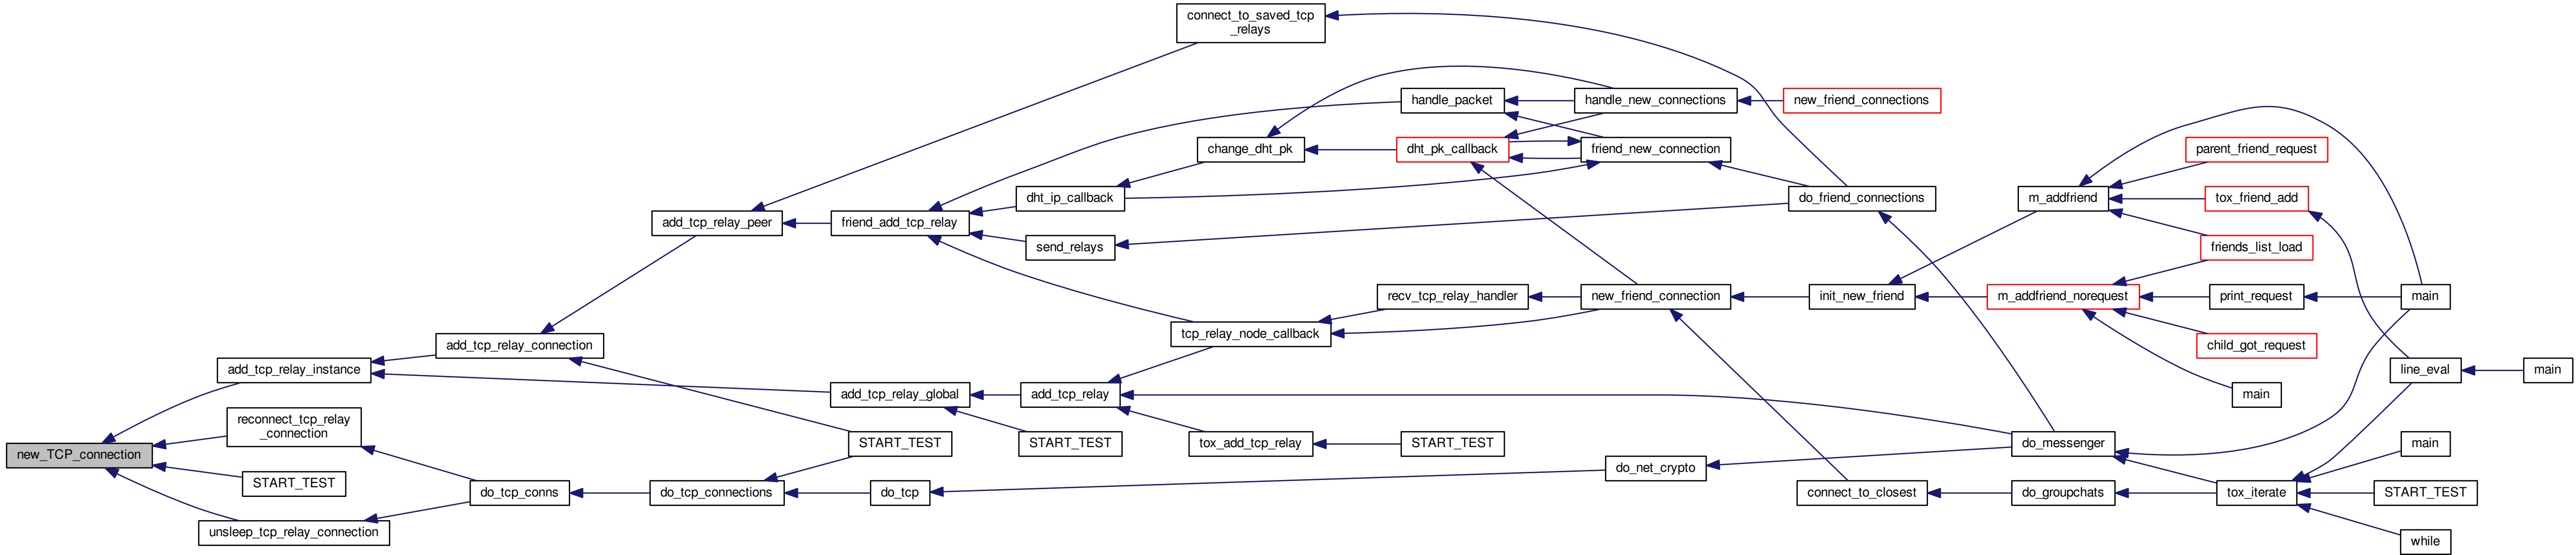 connect_to_saved_tcp
_relays
handle_packet
handle_new_connections
new_friend_connections
change_dht_pk
dht_pk_callback
friend_new_connection
parent_friend_request
dht_ip_callback
do_friend_connections
m_addfriend
tox_friend_add
add_tcp_relay_peer
friend_add_tcp_relay
send_relays
friends_list_load
recv_tcp_relay_handler
new_friend_connection
init_new_friend
m_addfriend_norequest
print_request
main
tcp_relay_node_callback
add_tcp_relay_connection
child_got_request
add_tcp_relay_instance
line_eval
main
add_tcp_relay_global
add_tcp_relay
main
reconnect_tcp_relay
_connection
START_TEST
START_TEST
tox_add_tcp_relay
START_TEST
do_messenger
main
new_TCP_connection
do_net_crypto
START_TEST
do_tcp_conns
do_tcp_connections
do_tcp
connect_to_closest
do_groupchats
tox_iterate
START_TEST
unsleep_tcp_relay_connection
while